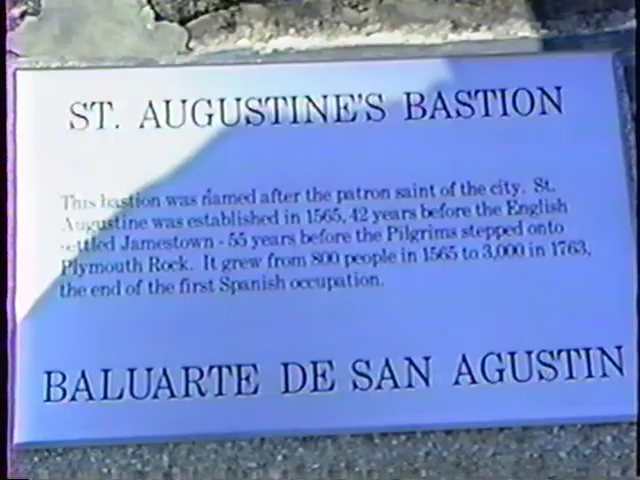 ST. AUGUSTINE'S BASTION
This bastion was named after the patron saint of the city. St.
Augustine was established in 1565, 42 years before the English
settled Jamestown - 55 years before the Pilgrims stepped onto
Plymouth Rock. It grew from 800 people in 1565 to 3,000 in 1763,
the end of the first Spanish occupation.
BALUARTE DE SAN AGUSTIN